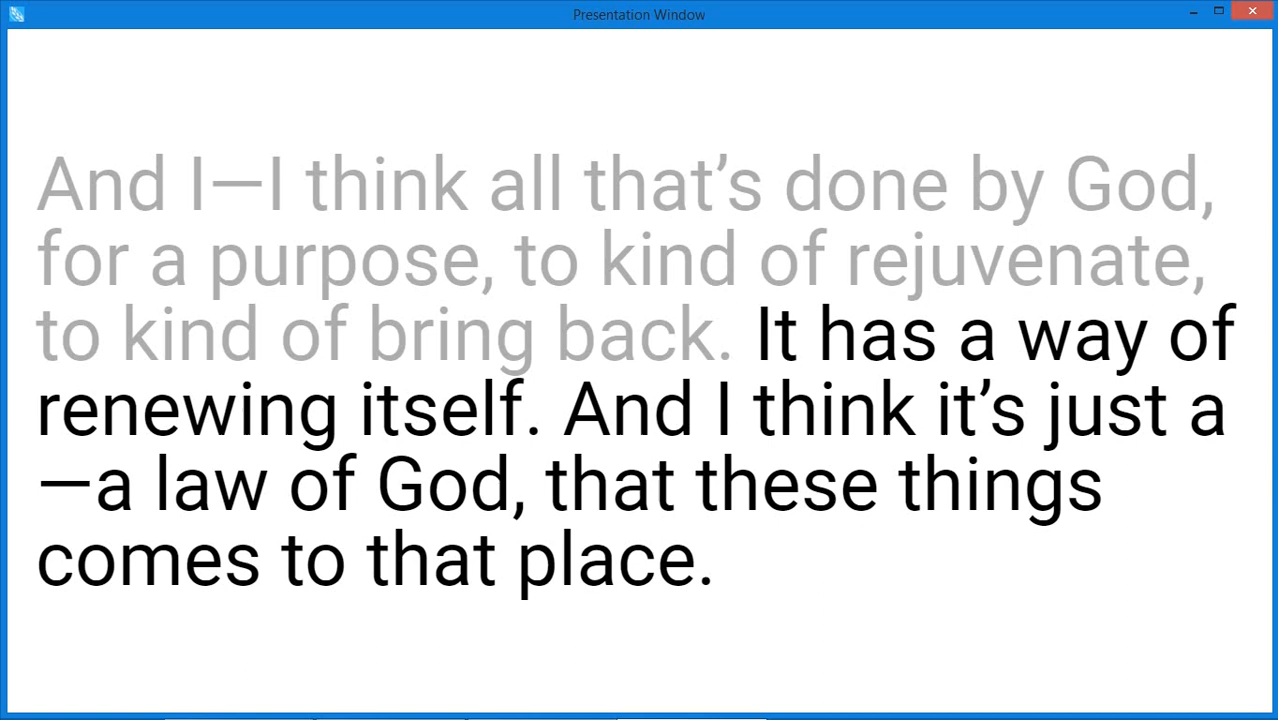 Presentation Window
And I—I think all that’s done by God,
for a purpose, to kind of rejuvenate,
to kind of bring back. It has a way of
renewing itself. And I think it’s just a
—a law of God, that these things
comes to that place.